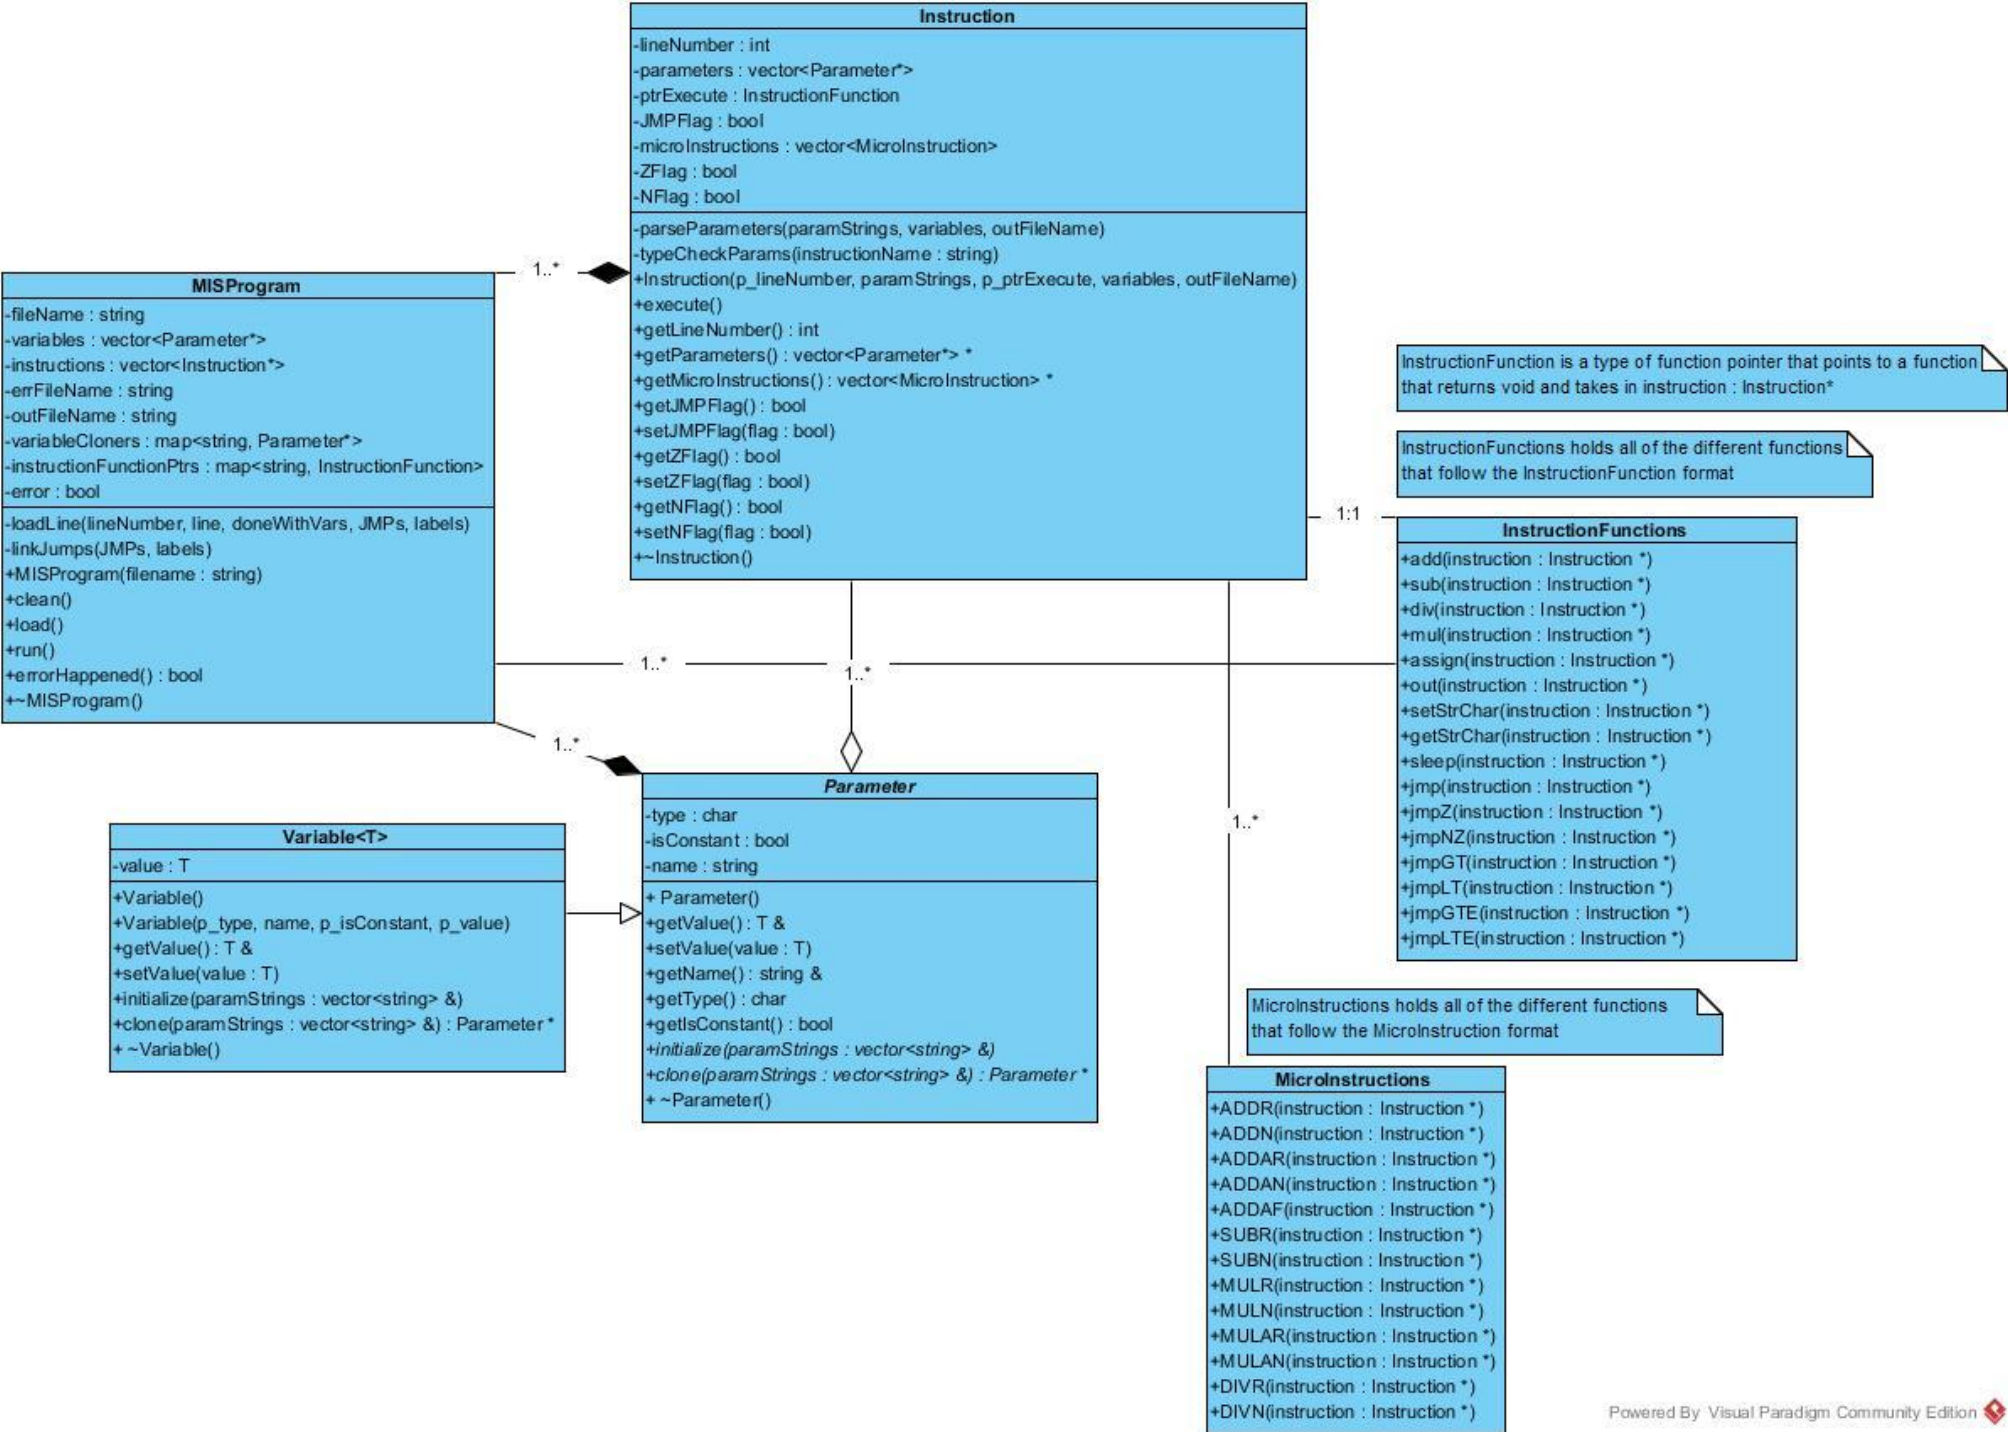 Instruction
-lineNumber : int
-parameters : vector<Parameter*>
-ptrExecute : InstructionFunction
-JMPFlag : bool
-microInstructions : vector<MicroInstruction>
-ZFlag : bool
-NFlag : bool
-parseParameters(paramStrings, variables, outFileName)
-typeCheckParams(instructionName : string)
+Instruction(p_lineNumber, paramStrings, p_ptrExecute, variables, outFileName)
+execute()
+getLineNumber() : int
+getParameters() : vector<Parameter*> *
+getMicroInstructions() : vector<MicroInstruction> *
+getJMPFlag() : bool
+setJMPFlag(flag : bool)
+getZFlag() : bool
+setZFlag(flag : bool)
+getNFlag() : bool
+setNFlag(flag : bool)
+~Instruction()
1..*
MISProgram
-fileName : string
-variables : vector<Parameter*>
-instructions : vector<Instruction*>
-errFileName : string
-outFileName : string
-variableCloners : map<string, Parameter*>
-instructionFunctionPtrs : map<string, InstructionFunction>
-error : bool
-loadLine(lineNumber, line, doneWithVars, JMPs, labels)
-linkJumps(JMPs, labels)
+MISProgram(filename : string)
+clean()
+load()
+run()
+errorHappened() : bool
+~MISProgram()
InstructionFunction is a type of function pointer that points to a function
that returns void and takes in instruction : Instruction*
InstructionFunctions holds all of the different functions
that follow the InstructionFunction format
1:1
InstructionFunctions
+add(instruction : Instruction *)
+sub(instruction : Instruction *)
+div(instruction : Instruction *)
+mul(instruction : Instruction *)
+assign(instruction : Instruction *)
+out(instruction : Instruction *)
+setStrChar(instruction : Instruction *)
+getStrChar(instruction : Instruction *)
+sleep(instruction : Instruction *)
+jmp(instruction : Instruction *)
+jmpZ(instruction : Instruction *)
+jmpNZ(instruction : Instruction *)
+jmpGT(instruction : Instruction *)
+jmpLT(instruction : Instruction *)
+jmpGTE(instruction : Instruction *)
+jmpLTE(instruction : Instruction *)
1..*
1..*
1..*
1..*
Parameter
-type : char
-isConstant : bool
-name : string
+ Parameter()
+getValue() : T &
+setValue(value : T)
+getName() : string &
+getType() : char
+getIsConstant() : bool
+initialize(paramStrings : vector<string> &)
+clone(paramStrings : vector<string> &) : Parameter *
+ ~Parameter()
Variable<T>
-value : T
+Variable()
+Variable(p_type, name, p_isConstant, p_value)
+getValue() : T &
+setValue(value : T)
+initialize(paramStrings : vector<string> &)
+clone(paramStrings : vector<string> &) : Parameter *
+ ~Variable()
MicroInstructions holds all of the different functions
that follow the MicroInstruction format
MicroInstructions
+ADDR(instruction : Instruction *)
+ADDN(instruction : Instruction *)
+ADDAR(instruction : Instruction *)
+ADDAN(instruction : Instruction *)
+ADDAF(instruction : Instruction *)
+SUBR(instruction : Instruction *)
+SUBN(instruction : Instruction *)
+MULR(instruction : Instruction *)
+MULN(instruction : Instruction *)
+MULAR(instruction : Instruction *)
+MULAN(instruction : Instruction *)
+DIVR(instruction : Instruction *)
+DIVN(instruction : Instruction *)
Powered By Visual Paradigm Community Edition